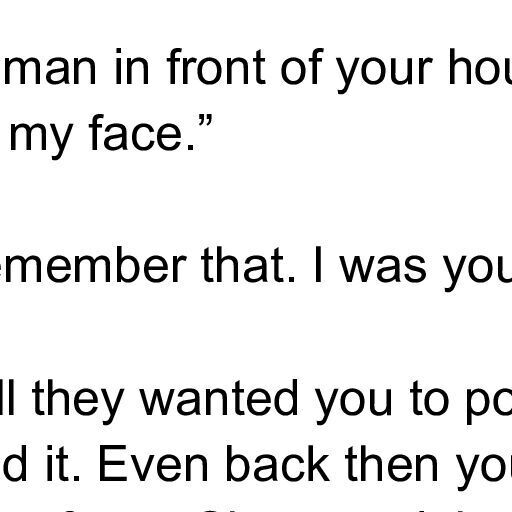 man in front of your hou
my face.”
emember that. I was you
ll they wanted you to po
d it. Even back then you